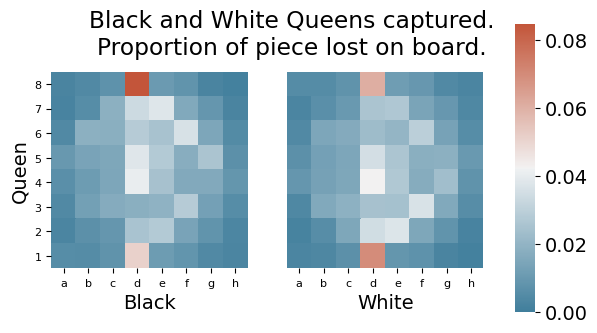 Black and White Queens captured.
Proportion of piece lost on board.
Queen
8
7
6
5
4
3
2
1
a b c d e f g h
Black
a b c d e f g h
White
0.08
0.06
0.04
0.02
0.00